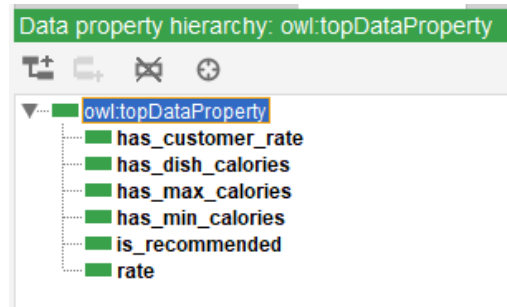 Data property hierarchy: owl:topDataProperty
owl:topDataProperty
has_customer_rate
has_dish_calories
has_max_calories
has_min_calories
is_recommended
rate